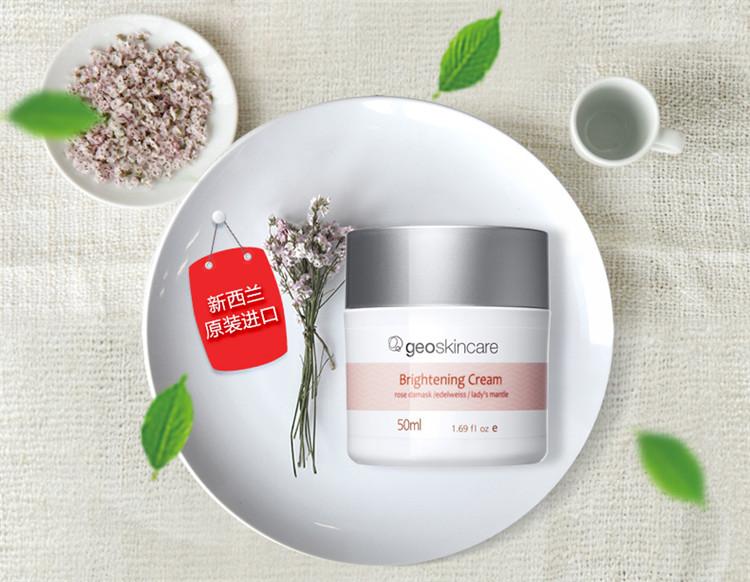 新西兰
原装进口
geoskincare
Brightening Cream
rose damask /edelweiss / lady's mantle
50ml
1.69 fl oz e